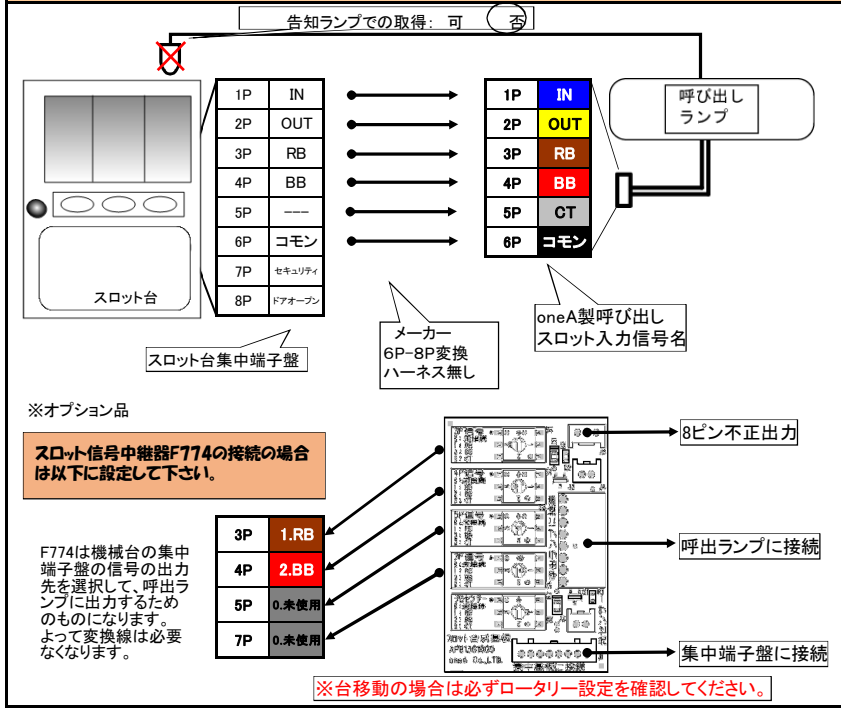 告知ランプでの取得: 可 否
1P IN
2P OUT
3P RB
4P BB
5P ---
6P コモン
7P セキュリティ
8P ドアオープン
1P IN
2P OUT
3P RB
4P BB
5P CT
6P コモン
呼び出し
ランプ
スロット台
スロット台集中端子盤
メーカー
6P-8P変換
ハーネス無し
oneA製呼び出し
スロット入力信号名
※オプション品
スロット信号中継器F774の接続の場合
は以下に設定して下さい。
F774は機械台の集中
端子盤の信号の出力
先を選択して、呼出ラ
ンプに出力するため
のものになります。
よって変換線は必要
なくなります。
3P 1.RB
4P 2.BB
5P 0.未使用
7P 0.未使用
8ピン不正出力
呼出ランプに接続
集中端子盤に接続
集中基板に接続
※台移動の場合は必ずロータリー設定を確認してください。